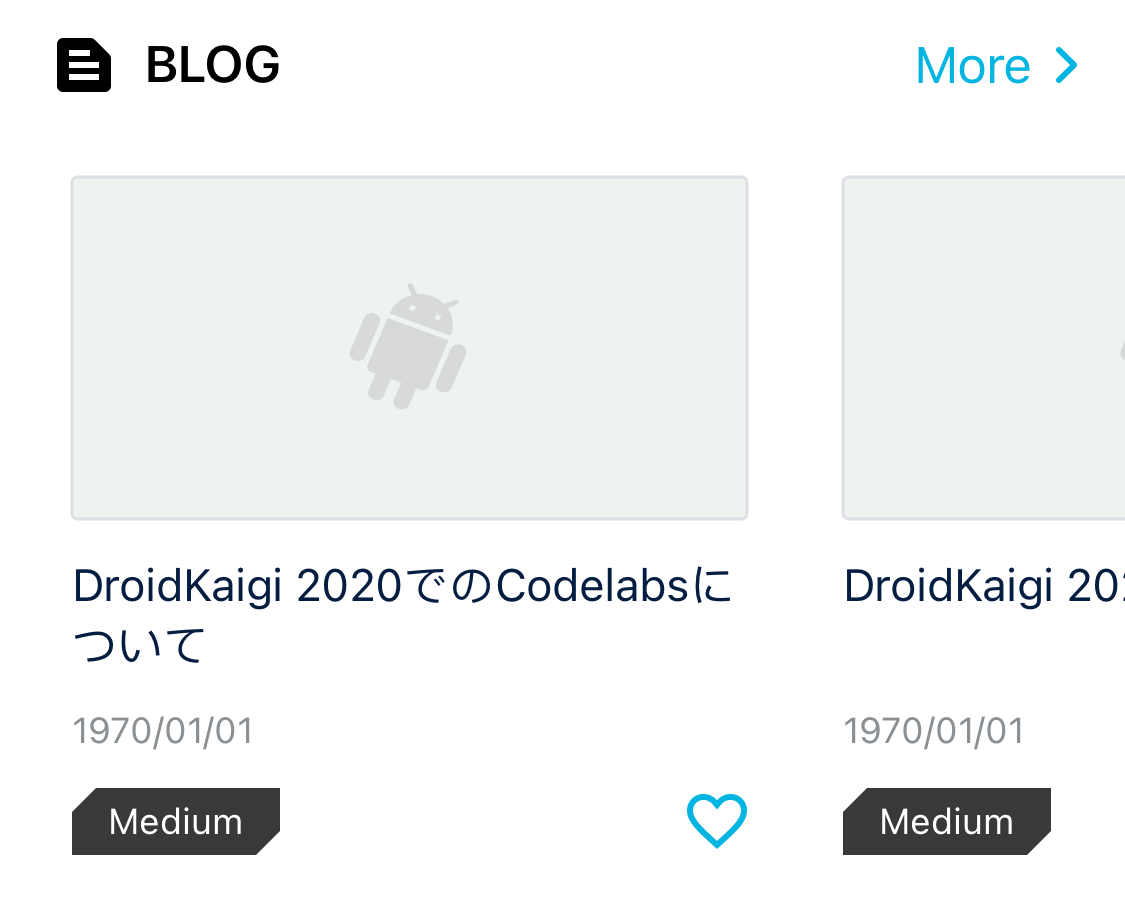 BLOG
More
DroidKaigi 2020でのCodelabsに
ついて
1970/01/01
Medium
DroidKaigi
1970/01/01
Medium